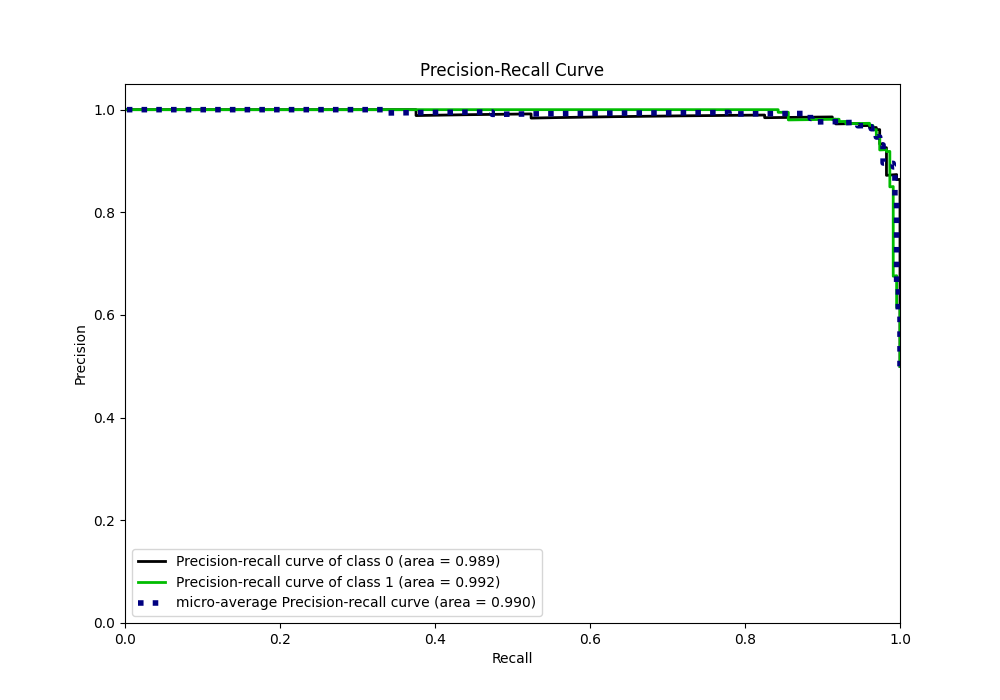 Precision-Recall Curve
1.0
0.8
0.6
0.4
0.2
0.0
Precision
Precision-recall curve of class 0 (area = 0.989)
Precision-recall curve of class 1 (area = 0.992)
micro-average Precision-recall curve (area = 0.990)
0.0 0.2 0.4 0.6 0.8 1.0
Recall